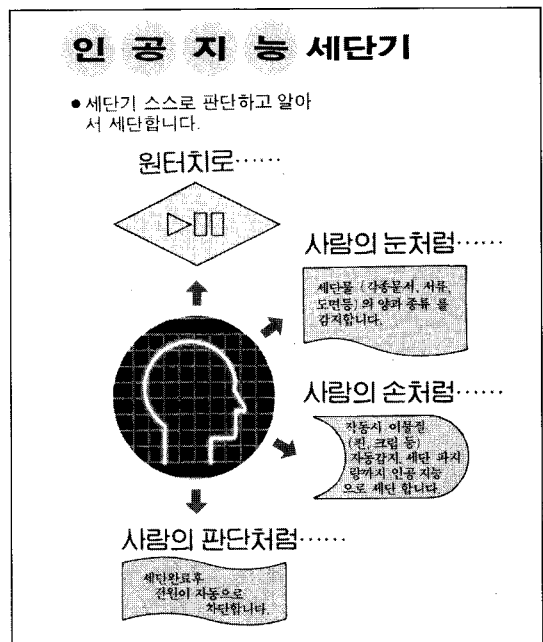 인 공 지 능 세단기
● 세단기 스스로 판단하고 알아
서 세단합니다.
원터치로……
사람의 눈처럼……
세단물 (각종문서, 서류,
도면등) 의 양과 종류 를
감지합니다.
사람의 손처럼……
작동시 이물질
(핀, 크립 등)
자동감지, 세단 파지
량까지 인공 지능
으로 세단 합니다
사람의 판단처럼……
세단완료후
전원이 자동으로
차단합니다.